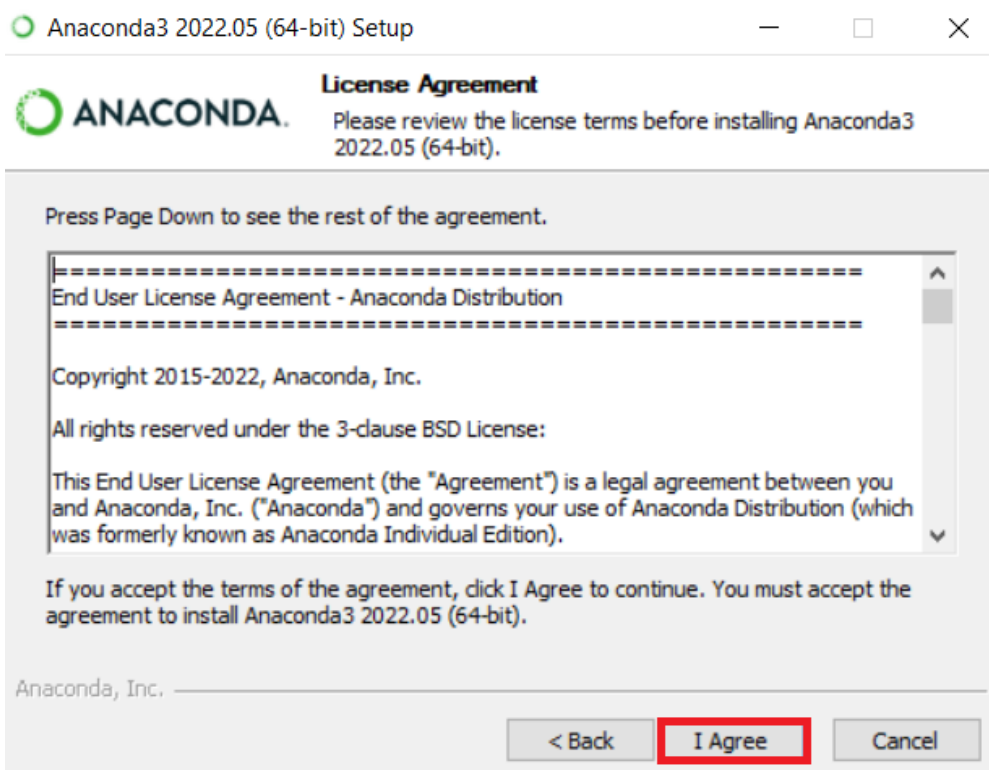 Anaconda3 2022.05 (64-bit) Setup
ANACONDA.
License Agreement
Please review the license terms before installing Anaconda3
2022.05 (64-bit).
Press Page Down to see the rest of the agreement.
==================================================
End User License Agreement - Anaconda Distribution
==================================================
Copyright 2015-2022, Anaconda, Inc.
All rights reserved under the 3-clause BSD License:
This End User License Agreement (the "Agreement") is a legal agreement between you
and Anaconda, Inc. ("Anaconda") and governs your use of Anaconda Distribution (which
was formerly known as Anaconda Individual Edition).
If you accept the terms of the agreement, click I Agree to continue. You must accept the
agreement to install Anaconda3 2022.05 (64-bit).
Anaconda, Inc.
< Back
I Agree
Cancel